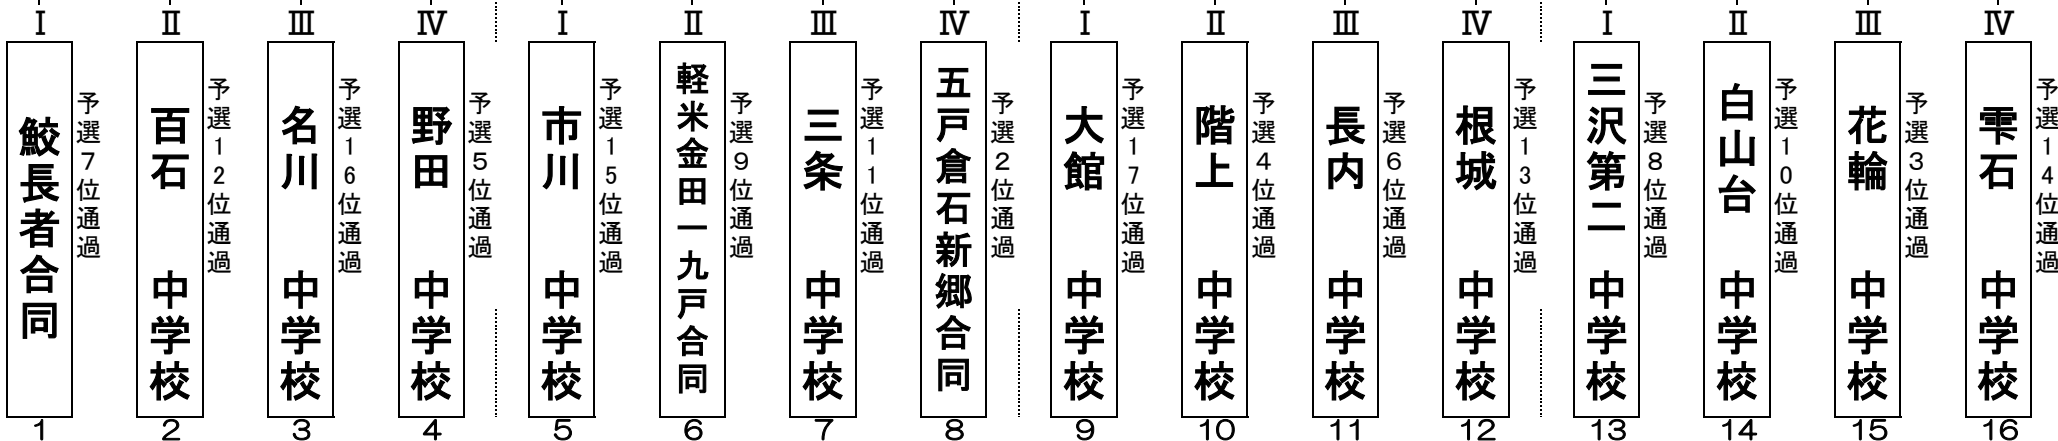 Ⅰ
鮫長者合同
予選7位通過
1
Ⅱ
百石 中学校
予選12位通過
2
Ⅲ
名川 中学校
予選16位通過
3
Ⅳ
野田 中学校
予選5位通過
4
Ⅰ
市川 中学校
予選15位通過
5
Ⅱ
軽米金田一九戸合同
予選9位通過
6
Ⅲ
三条 中学校
予選11位通過
7
Ⅳ
五戸倉石新郷合同
予選2位通過
8
Ⅰ
大館 中学校
予選17位通過
9
Ⅱ
階上 中学校
予選4位通過
10
Ⅲ
長内 中学校
予選6位通過
11
Ⅳ
根城 中学校
予選13位通過
12
Ⅰ
三沢第二 中学校
予選8位通過
13
Ⅱ
白山台 中学校
予選10位通過
14
Ⅲ
花輪 中学校
予選3位通過
15
Ⅳ
雫石 中学校
予選14位通過
16